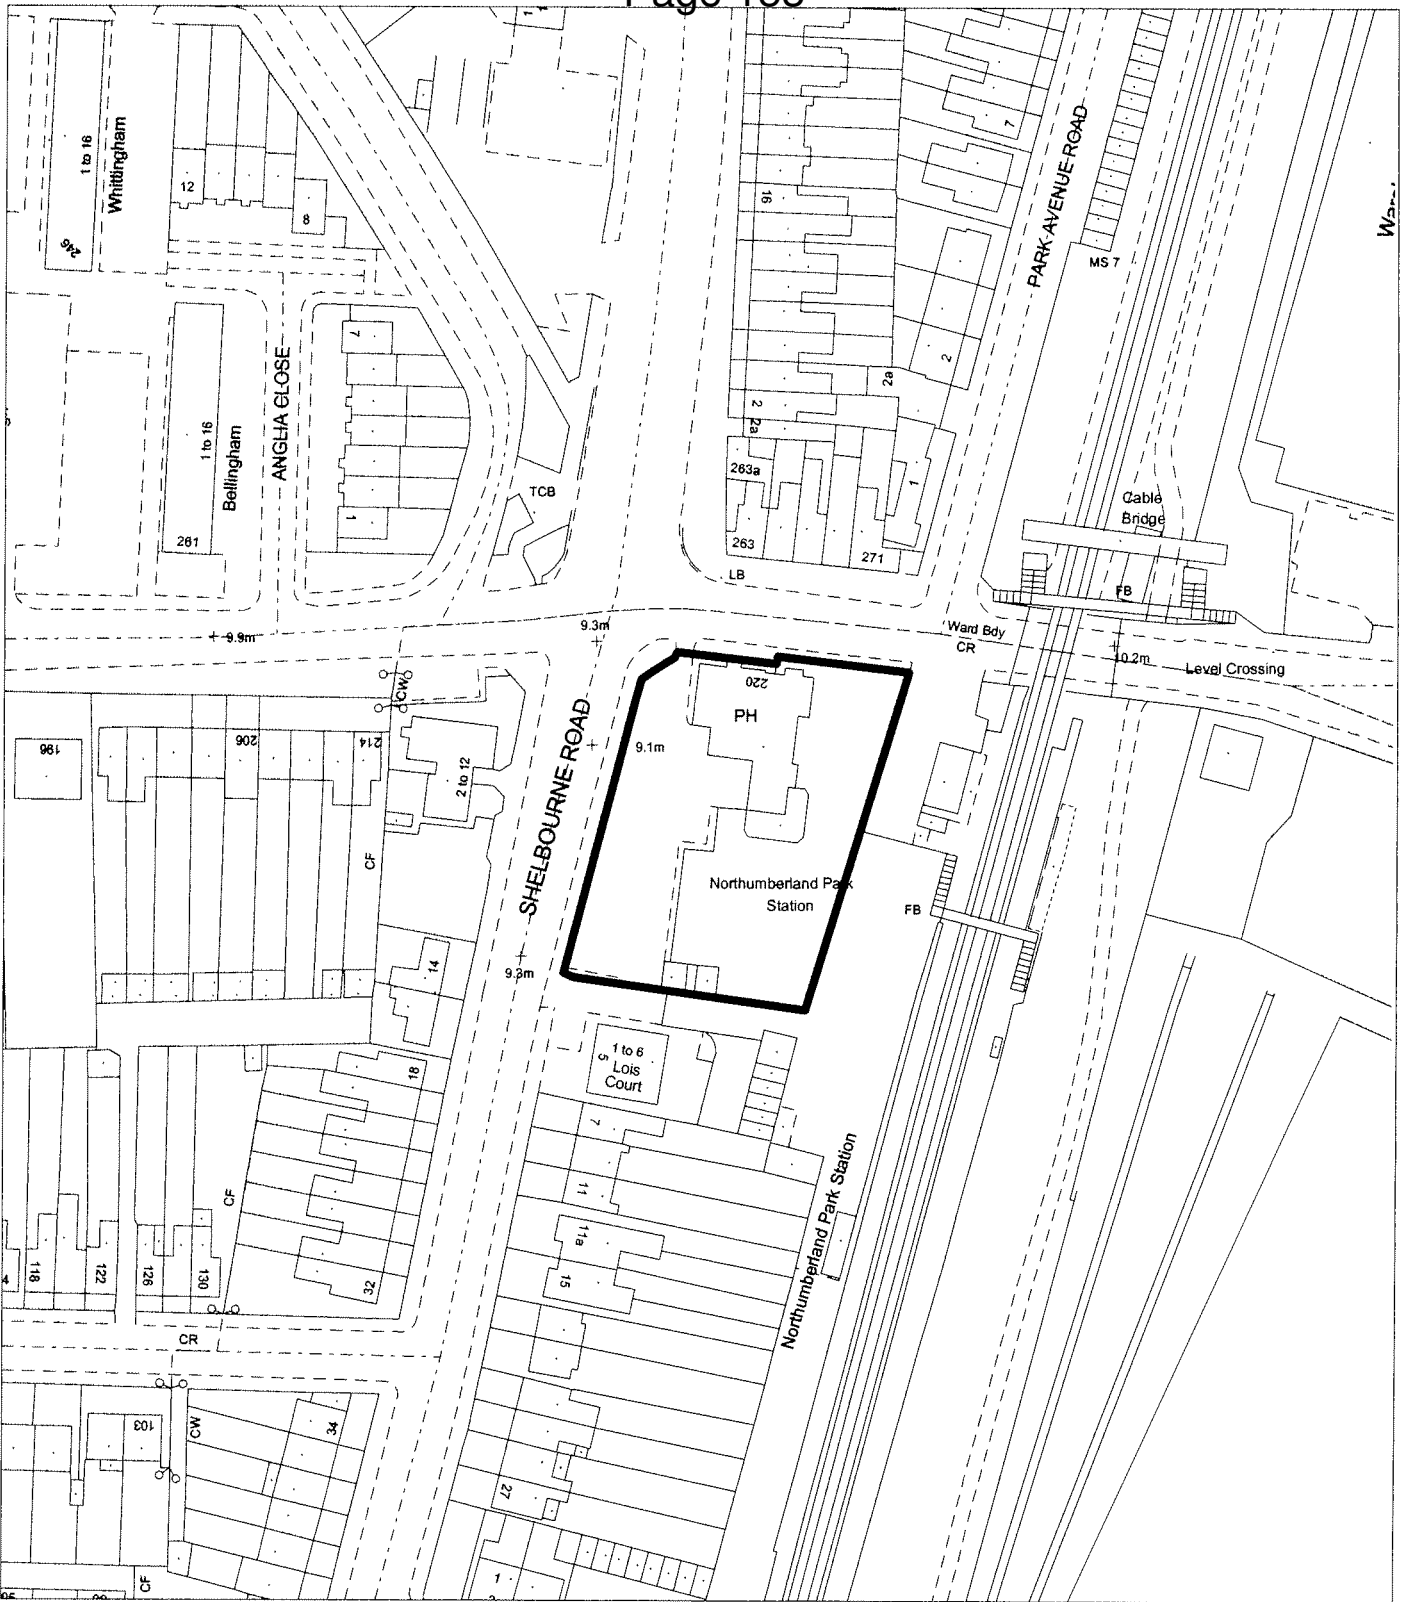 1 to 16
Whittingham
246
12
8
16
7
PARK AVENUE ROAD
MS 7
7
ANGLIA CLOSE
1 to 16
Bellingham
261
1
TCB
2
2a
2a
2
263a
263
271
1
LB
Cable
Bridge
FB
9.9m
9.3m
Ward Bdy
CR
10.2m
Level Crossing
CW
196
206
214
2 to 12
SHELBOURNE ROAD
220
PH
9.1m
CF
Northumberland Park
Station
FB
14
9.3m
18
1 to 6
5
Lois
Court
7
11
11a
15
Northumberland Park Station
CF
118
122
126
130
32
CR
103
CW
34
27
1
CF